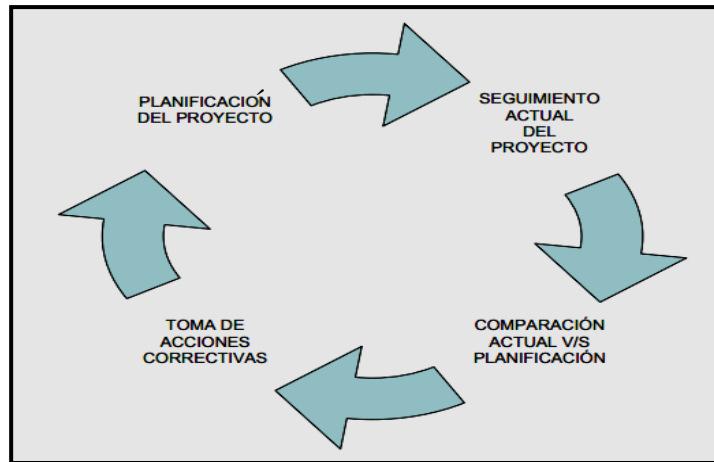 PLANIFICACIÓN
DEL PROYECTO
SEGUIMIENTO
ACTUAL
DEL
PROYECTO
COMPARACIÓN
ACTUAL V/S
PLANIFICACIÓN
TOMA DE
ACCIONES
CORRECTIVAS